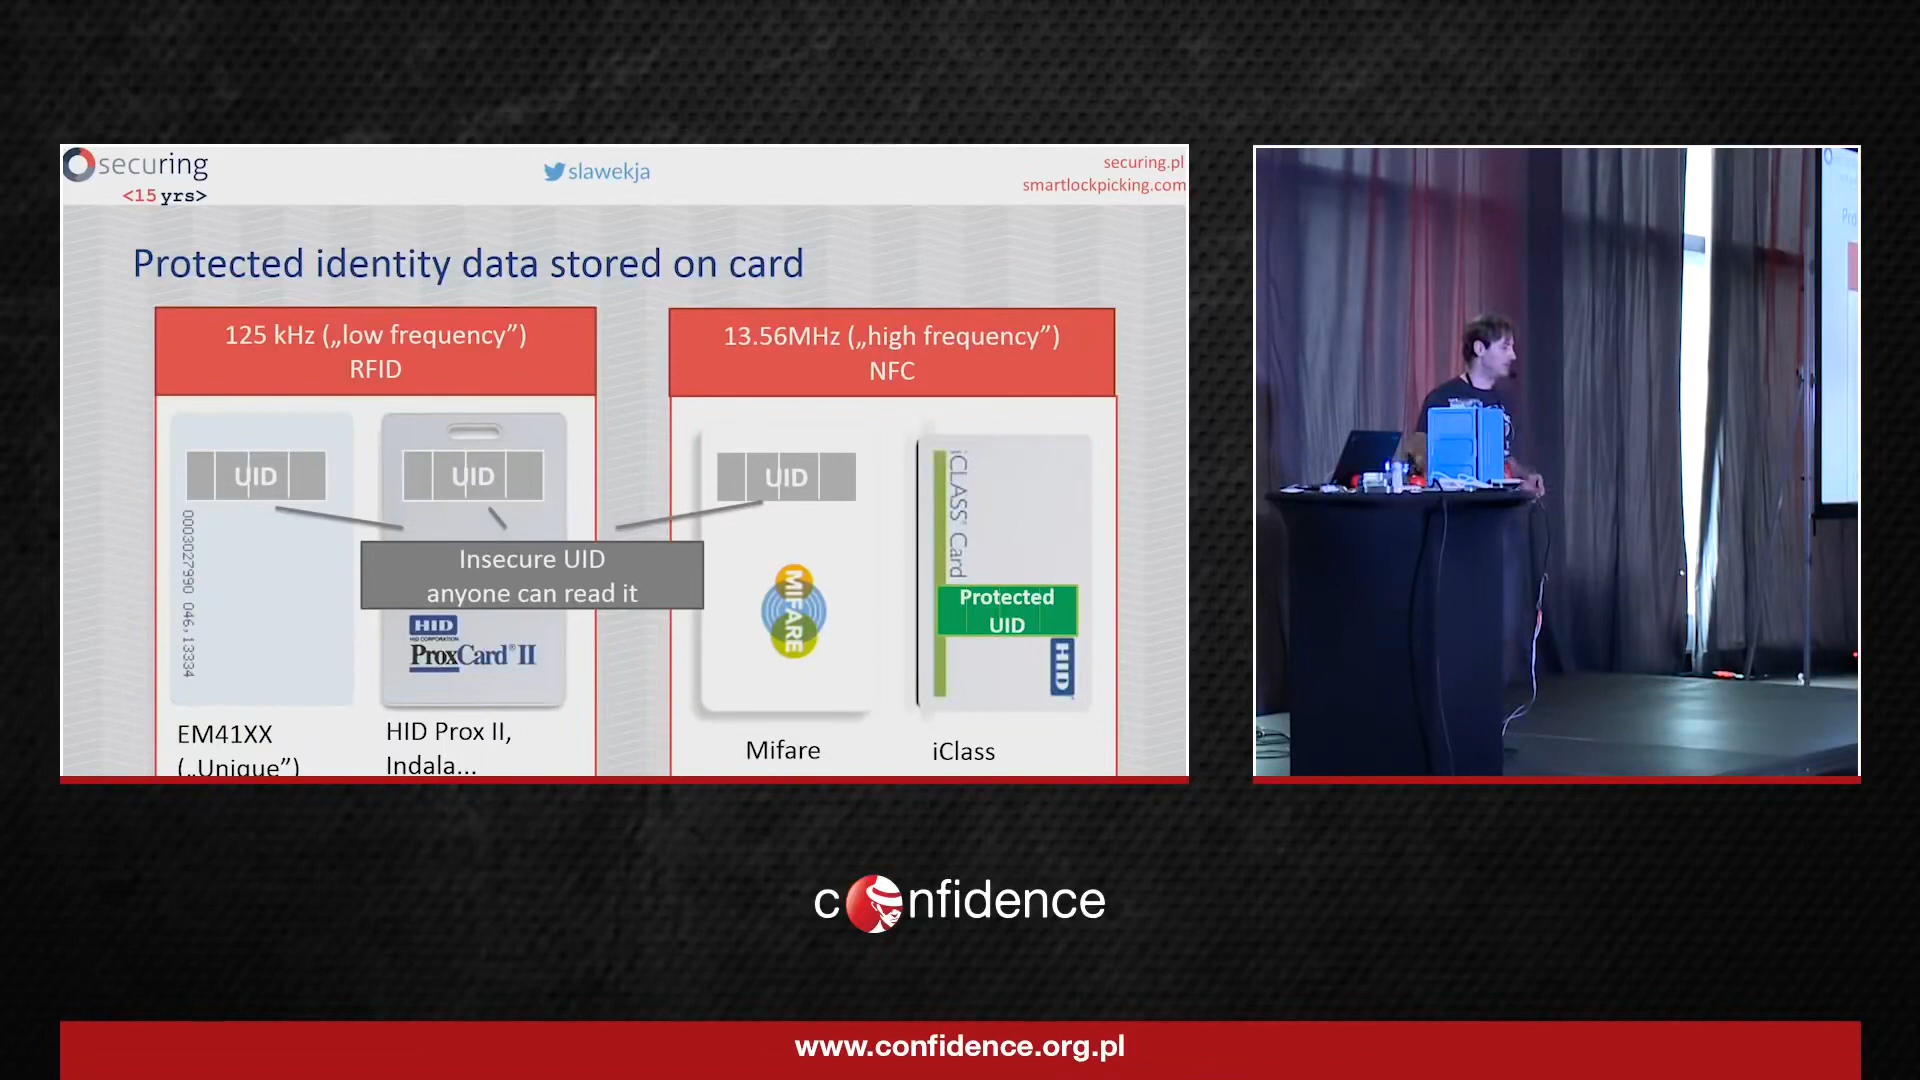 securing
<15 yrs>
slawekja
securing.pl
smartlockpicking.com
Protected identity data stored on card
125 kHz („low frequency”)
RFID
13.56MHz („high frequency”)
NFC
UID
0003027990 046,13334
UID
Insecure UID
anyone can read it
HID
HID CORPORATION
ProxCard® II
UID
MIFARE
iCLASS® Card
Protected
UID
HID
EM41XX
(„Unique”)
HID Prox II,
Indala...
Mifare
iClass
confidence
www.confidence.org.pl